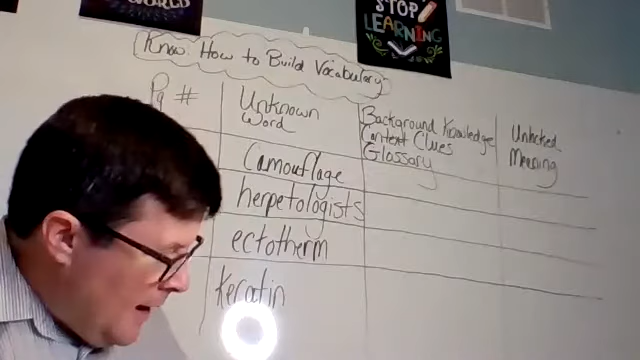 WORLD
STOP
LEARNING
Know How to Build Vocabulary
Pg #
Unknown
Word
Background Knowledge
Context Clues
Glossary
Unlocked
Meaning
Camouflage
herpetologists
ectotherm
Keratin